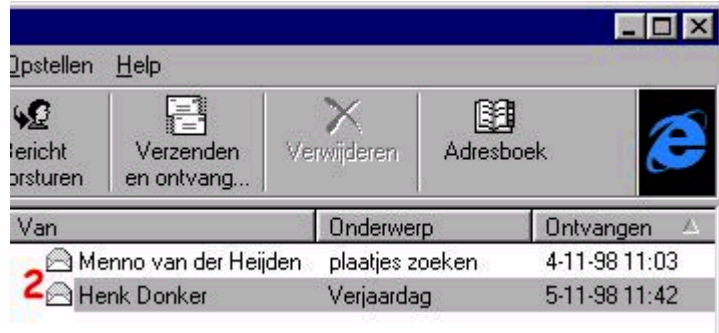 Opstellen Help
Bericht Verzenden Verwijderen Adresboek
en ontvang...
Van Onderwerp Ontvangen
Menno van der Heijden plaatjes zoeken 4-11-98 11:03
2 Henk Donker Verjaardag 5-11-98 11:42